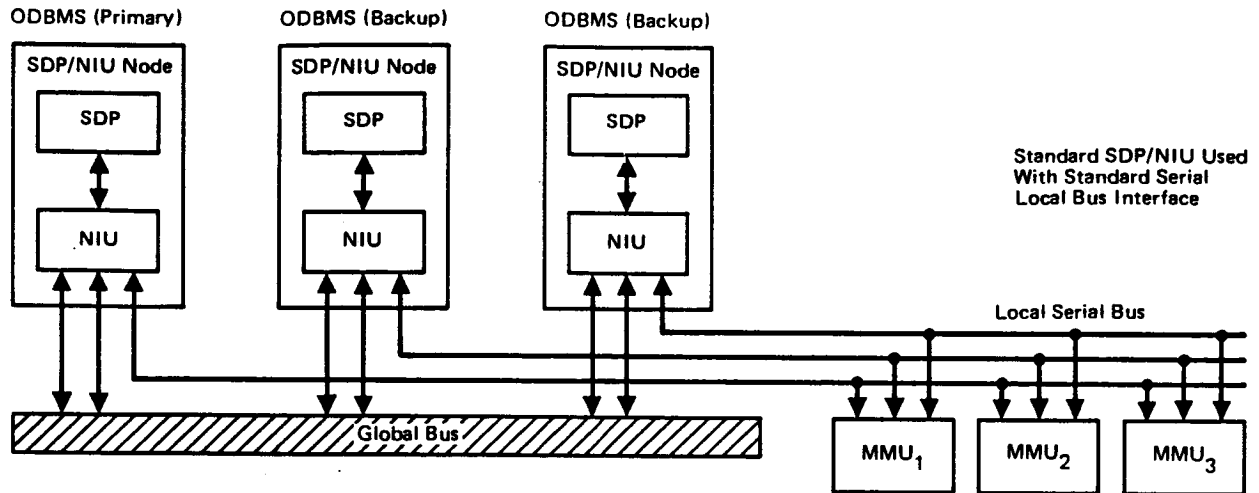 ODBMS (Primary)
ODBMS (Backup)
ODBMS (Backup)
SDP/NIU Node
SDP/NIU Node
SDP/NIU Node
SDP
SDP
SDP
NIU
NIU
NIU
Standard SDP/NIU Used
With Standard Serial
Local Bus Interface
Local Serial Bus
Global Bus
MMU1
MMU2
MMU3